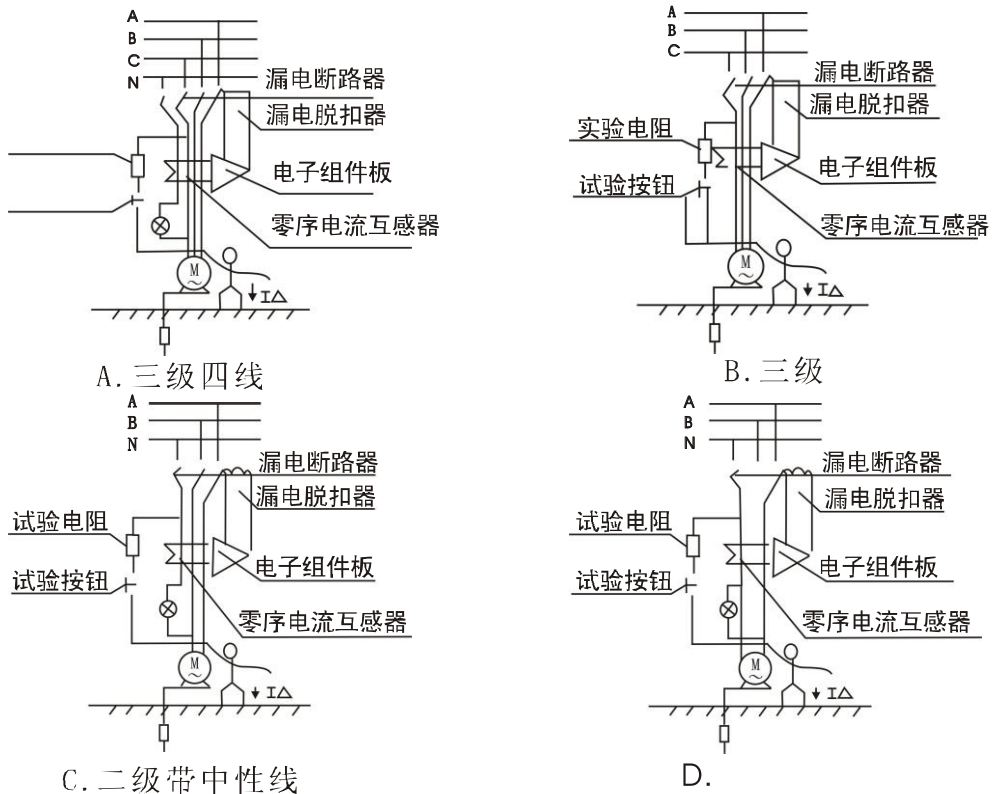 A
B
C
N
漏电断路器
漏电脱扣器
电子组件板
零序电流互感器
M
~
I△
A.三级四线
A
B
C
漏电断路器
漏电脱扣器
实验电阻
电子组件板
试验按钮
零序电流互感器
M
~
I△
B.三级
A
B
N
漏电断路器
漏电脱扣器
试验电阻
电子组件板
试验按钮
零序电流互感器
M
~
I△
C.二级带中性线
A
B
N
漏电断路器
漏电脱扣器
试验电阻
电子组件板
试验按钮
零序电流互感器
M
~
I△
D.